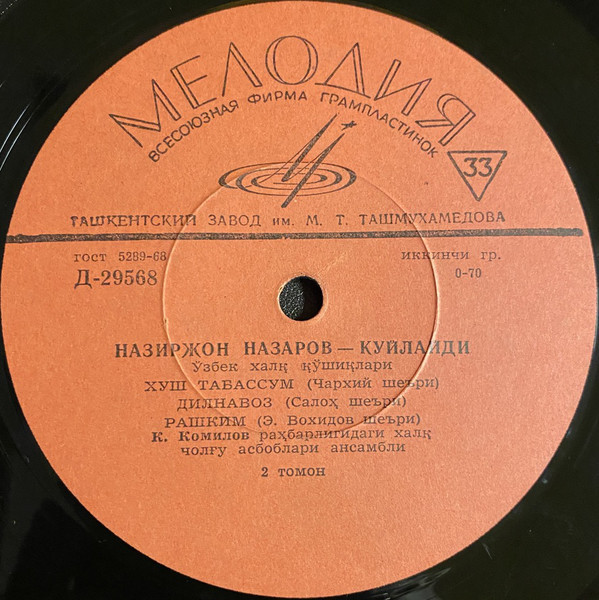 МЕЛОДИЯ
ВСЕСОЮЗНАЯ ФИРМА ГРАМПЛАСТИНОК
33
ТАШКЕНТСКИЙ ЗАВОД им. М. Т. ТАШМУХАМЕДОВА
ГОСТ 5289-68
иккинчи гр.
Д-29568
0-70
НАЗИРЖОН НАЗАРОВ — КУЙЛАЙДИ
Ўзбек халқ қўшиқлари
ХУШ ТАБАССУМ (Чархий шеъри)
ДИЛНАВОЗ (Салоҳ шеъри)
РАШКИМ (Э. Вохидов шеъри)
К. Комилов раҳбарлигидаги халқ
чолғу асбоблари ансамбли
2 томон